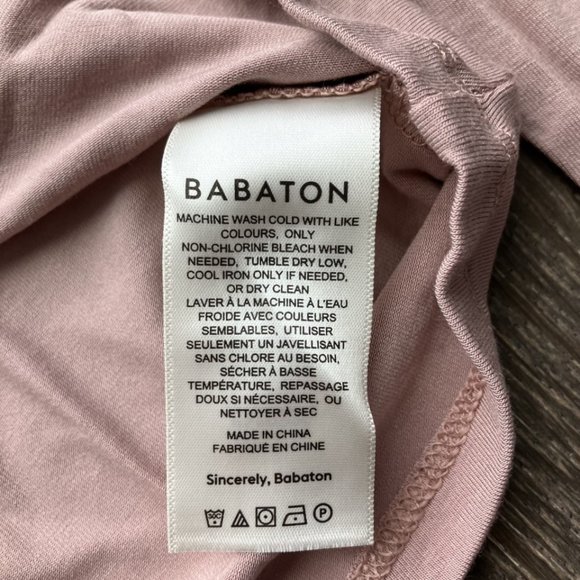 BABATON
MACHINE WASH COLD WITH LIKE
COLOURS, ONLY
NON-CHLORINE BLEACH WHEN
NEEDED, TUMBLE DRY LOW,
COOL IRON ONLY IF NEEDED,
OR DRY CLEAN
LAVER À LA MACHINE À L'EAU
FROIDE AVEC COULEURS
SEMBLABLES, UTILISER
SEULEMENT UN JAVELLISANT
SANS CHLORE AU BESOIN,
SÉCHER À BASSE
TEMPÉRATURE, REPASSAGE
DOUX SI NÉCESSAIRE, OU
NETTOYER À SEC
MADE IN CHINA
FABRIQUÉ EN CHINE
Sincerely, Babaton
30C P